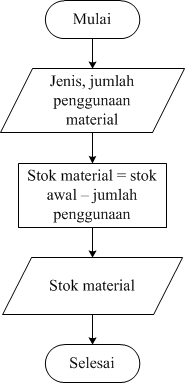 Mulai
Jenis, jumlah
penggunaan
material
Stok material = stok
awal – jumlah
penggunaan
Stok material
Selesai